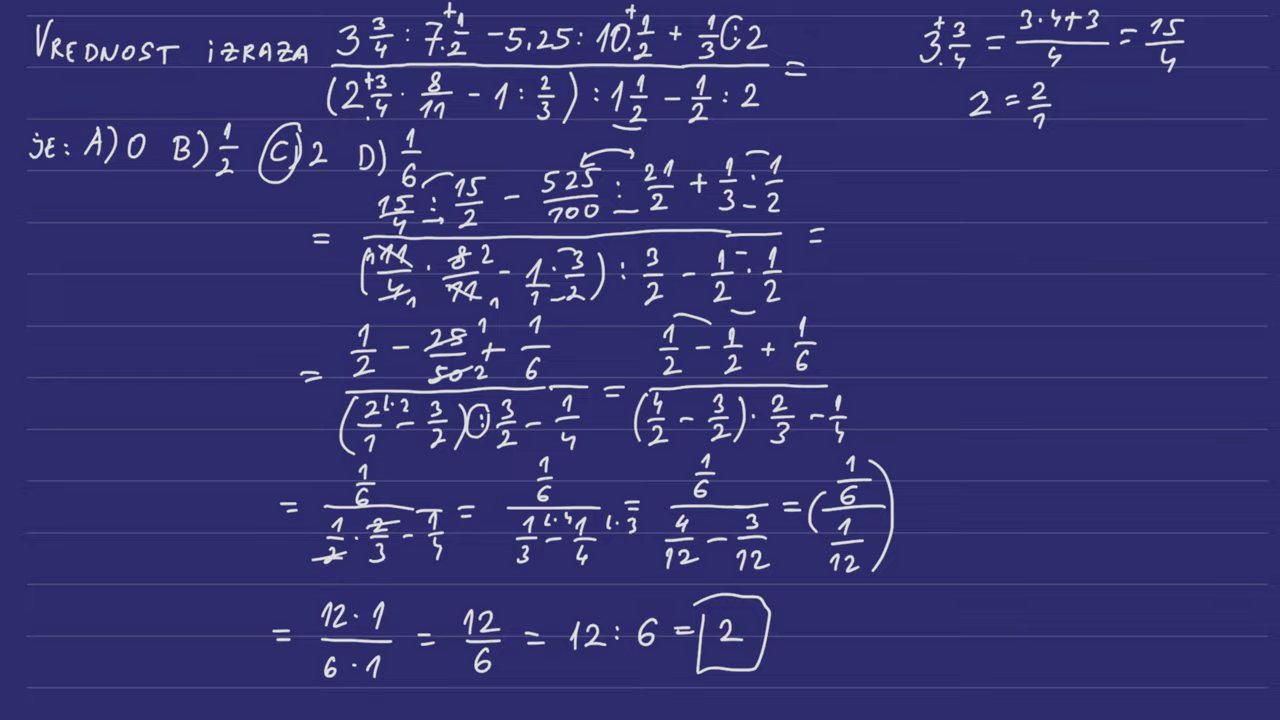 VREDNOST IZRAZA (3 3/4 : 7 1/2 - 5,25 : 10 1/2 + 1/3 : 2) / ((2 3/4 · 8/11 - 1 : 2/3) : 1 1/2 - 1/2 : 2) =
3 3/4 = (3·4+3)/4 = 15/4
2 = 2/1
JE: A) 0 B) 1/2 C) 2 D) 1/6
= (15/4 : 15/2 - 525/100 : 21/2 + 1/3 · 1/2) / ((11/4 · 8/11 - 1/1 · 3/2) : 3/2 - 1/2 · 1/2) =
= (1/2 - 25/50 + 1/6) / ((2/1 - 3/2) : 3/2 - 1/4) = (1/2 - 1/2 + 1/6) / ((4/2 - 3/2) · 2/3 - 1/4)
= (1/6) / (1/2 · 2/3 - 1/4) = (1/6) / (1/3 - 1/4) = (1/6) / (4/12 - 3/12) = ((1/6) / (1/12))
= (12·1)/(6·1) = 12/6 = 12 : 6 = 2